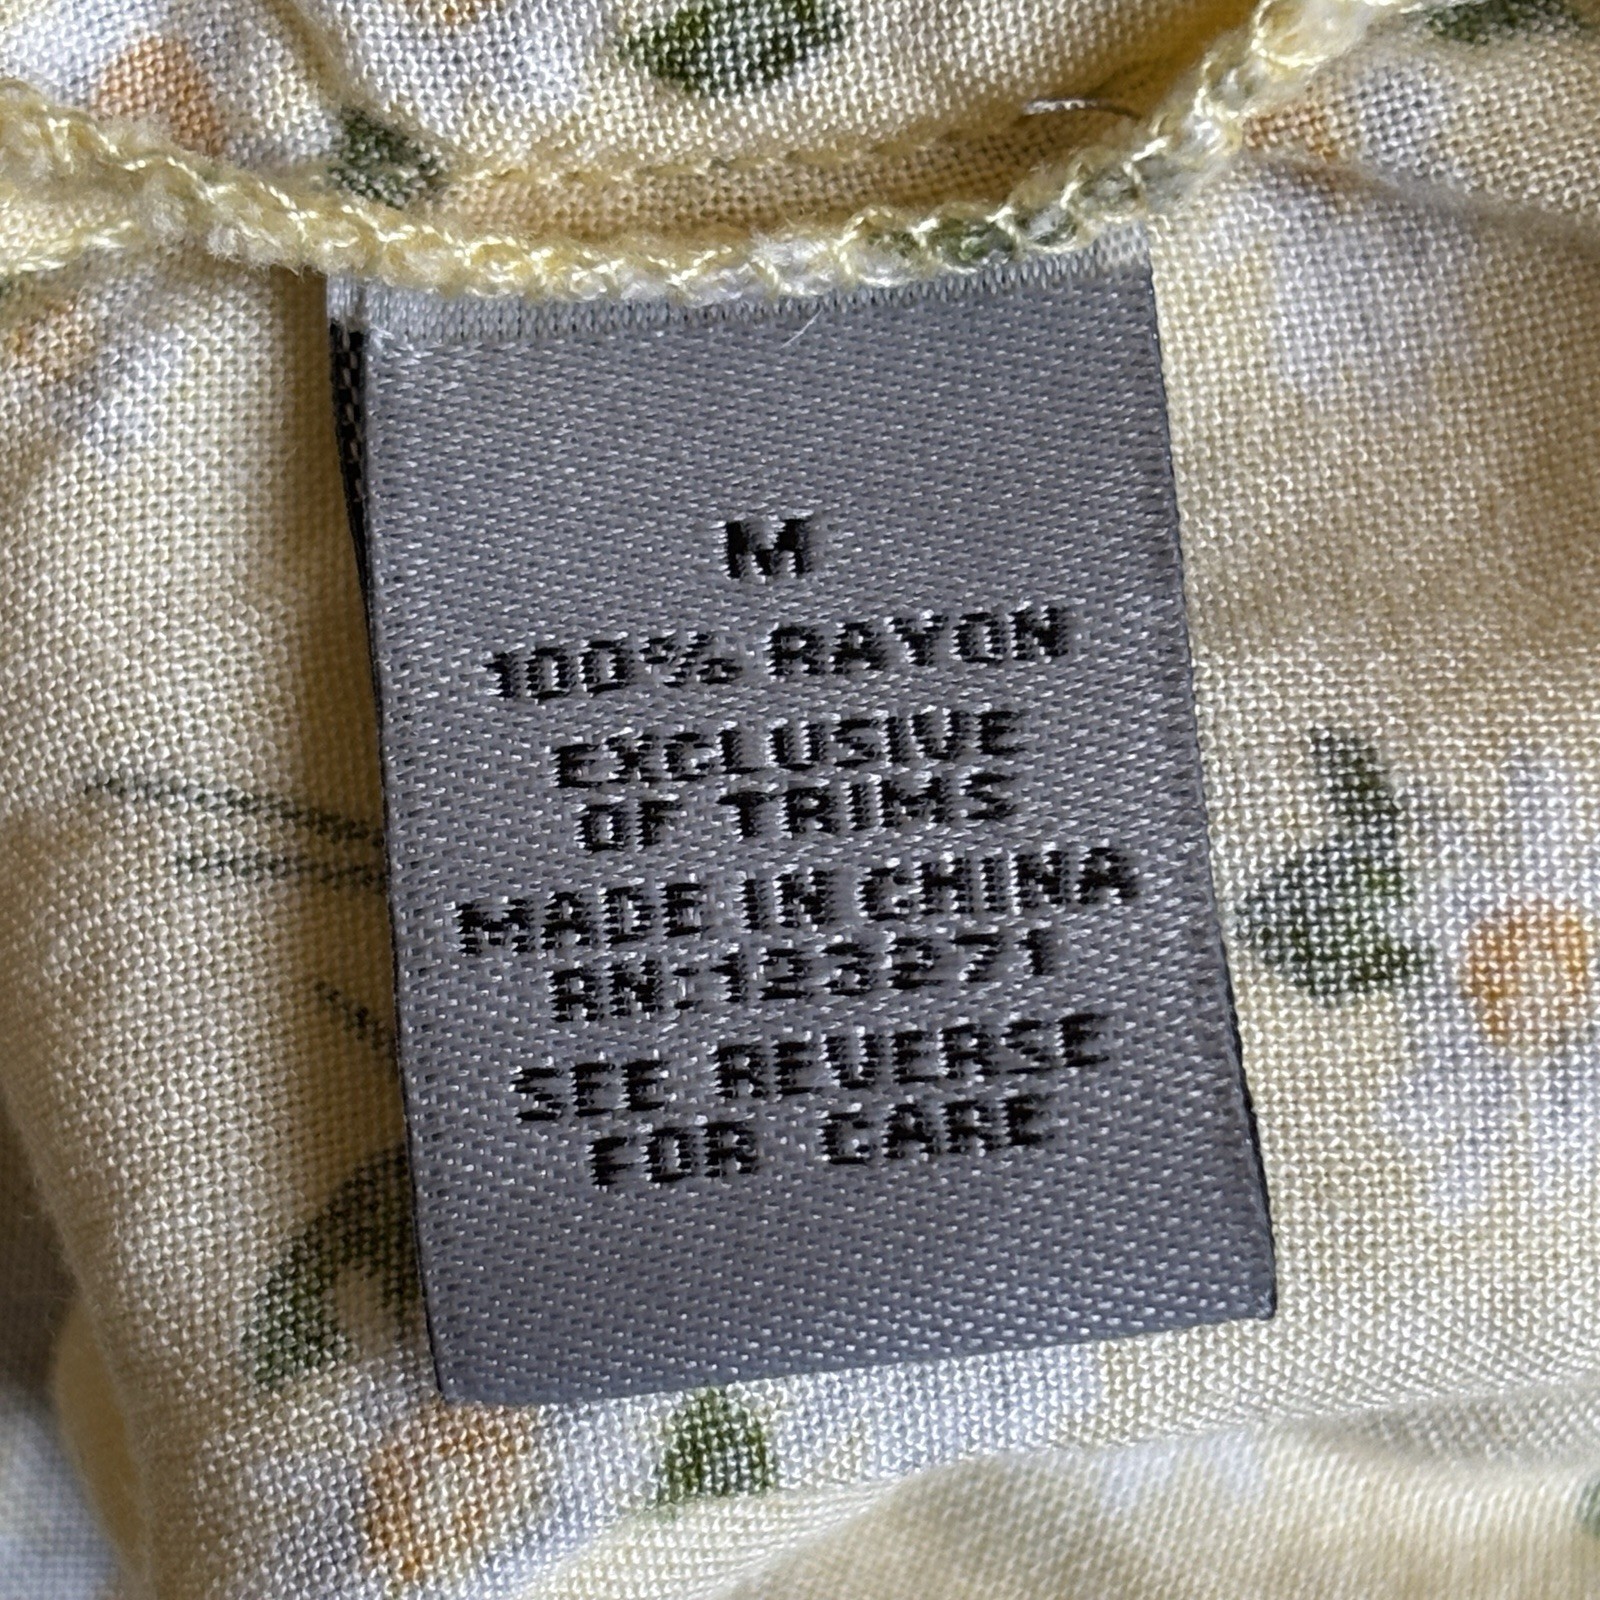 M
100% RAYON
EXCLUSIVE
OF TRIMS
MADE IN CHINA
RN:123271
SEE REVERSE
FOR CARE